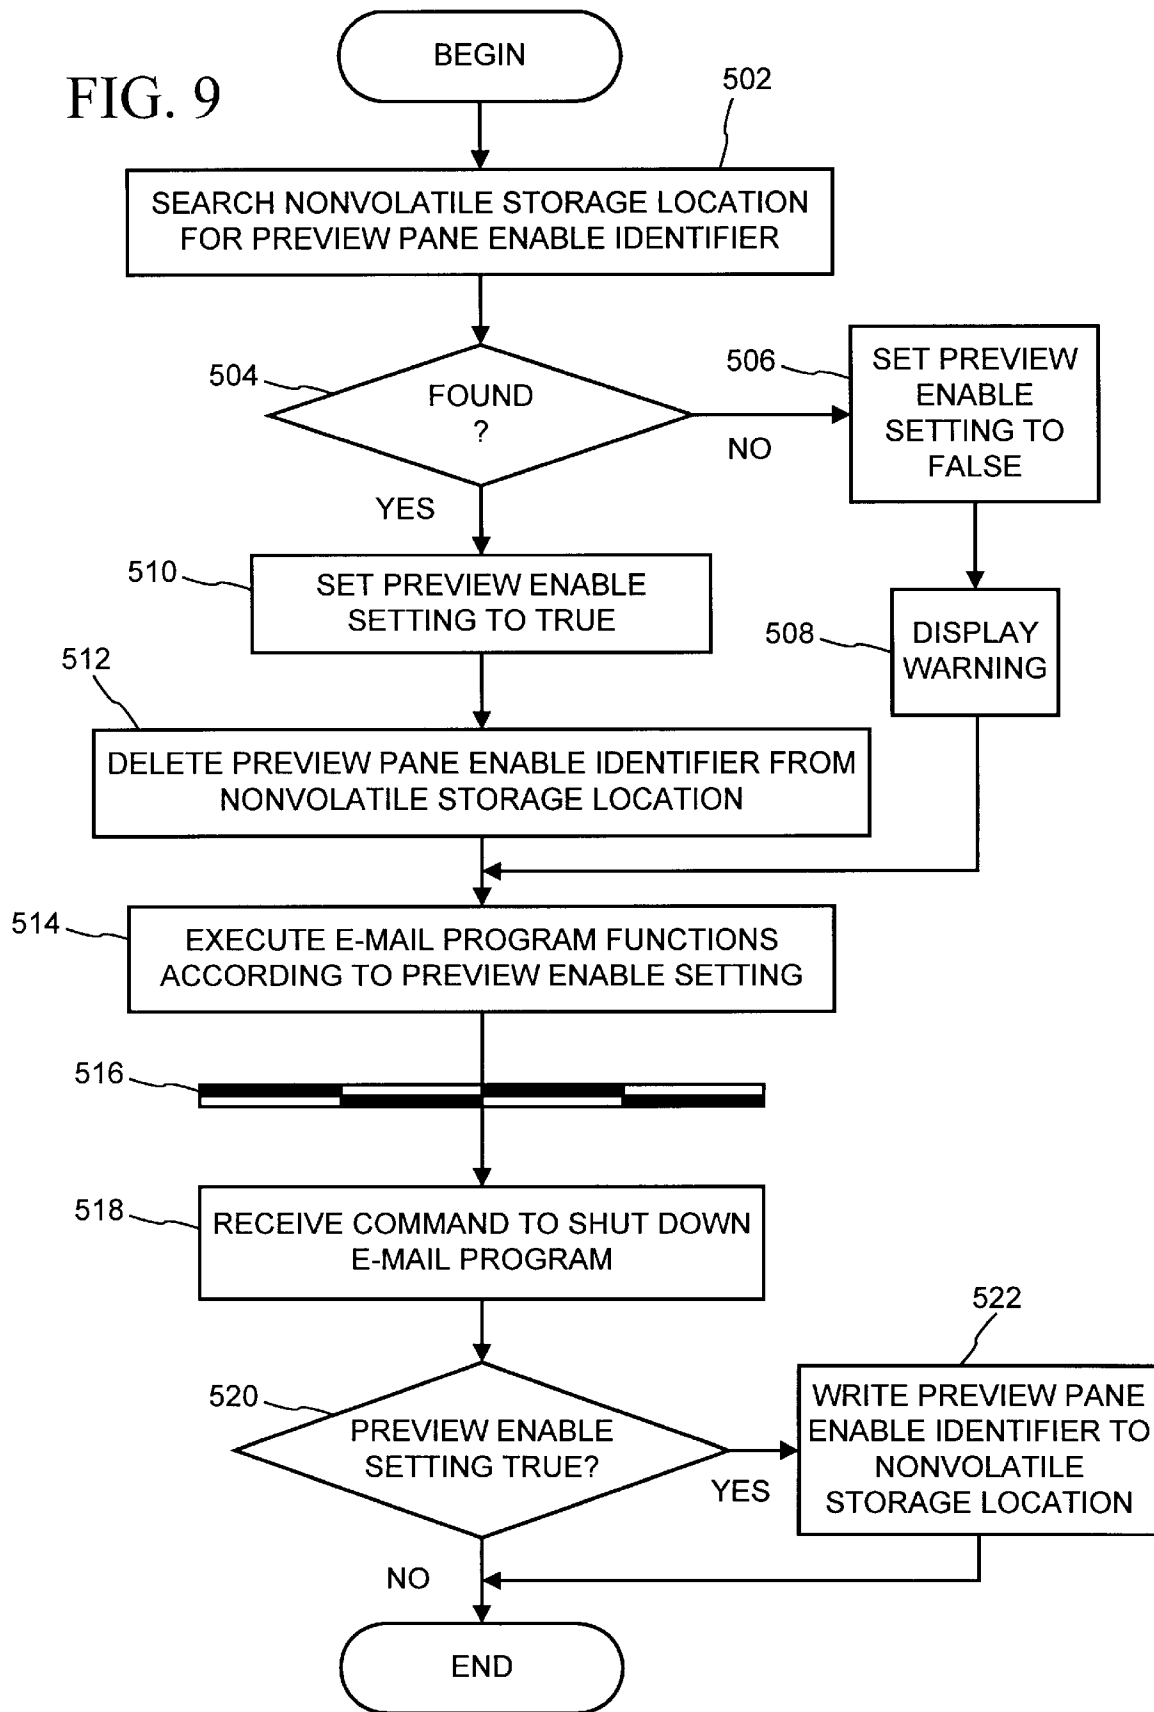 BEGIN
FIG. 9
502
SEARCH NONVOLATILE STORAGE LOCATION
FOR PREVIEW PANE ENABLE IDENTIFIER
504
FOUND
?
NO
YES
506
SET PREVIEW
ENABLE
SETTING TO
FALSE
510
SET PREVIEW ENABLE
SETTING TO TRUE
508
DISPLAY
WARNING
512
DELETE PREVIEW PANE ENABLE IDENTIFIER FROM
NONVOLATILE STORAGE LOCATION
514
EXECUTE E-MAIL PROGRAM FUNCTIONS
ACCORDING TO PREVIEW ENABLE SETTING
516
518
RECEIVE COMMAND TO SHUT DOWN
E-MAIL PROGRAM
520
PREVIEW ENABLE
SETTING TRUE?
YES
522
WRITE PREVIEW PANE
ENABLE IDENTIFIER TO
NONVOLATILE
STORAGE LOCATION
NO
END